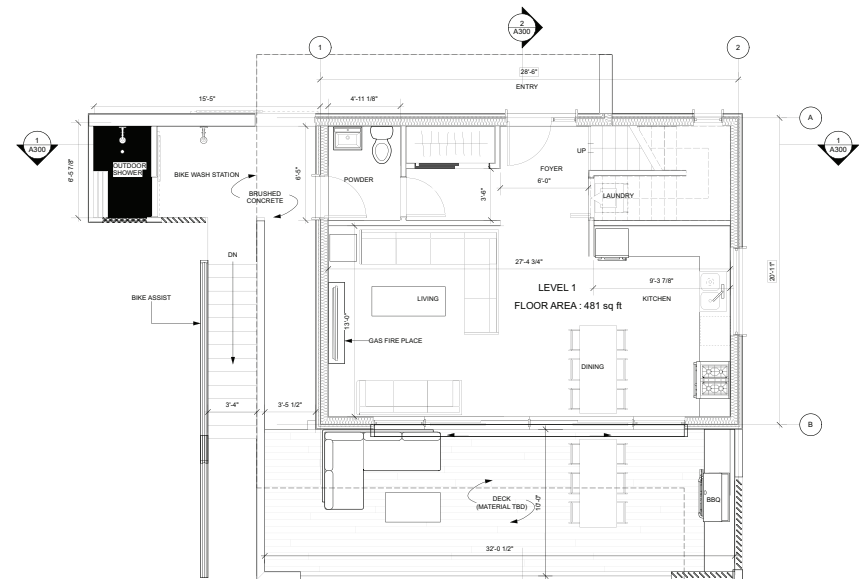 2
A300
1
2
28'-6"
ENTRY
15'-5"
4'-11 1/8"
A
1
A300
1
A300
6'-5 7/8"
OUTDOOR
SHOWER
BIKE WASH STATION
BRUSHED
CONCRETE
6'-5"
POWDER
UP
FOYER
6'-0"
3'-6"
LAUNDRY
DN
27'-4 3/4"
9'-3 7/8"
20'-11"
LEVEL 1
FLOOR AREA : 481 sq ft
KITCHEN
LIVING
BIKE ASSIST
13'-0"
GAS FIRE PLACE
DINING
3'-4"
3'-5 1/2"
B
DECK
(MATERIAL TBD)
10'-0"
BBQ
32'-0 1/2"